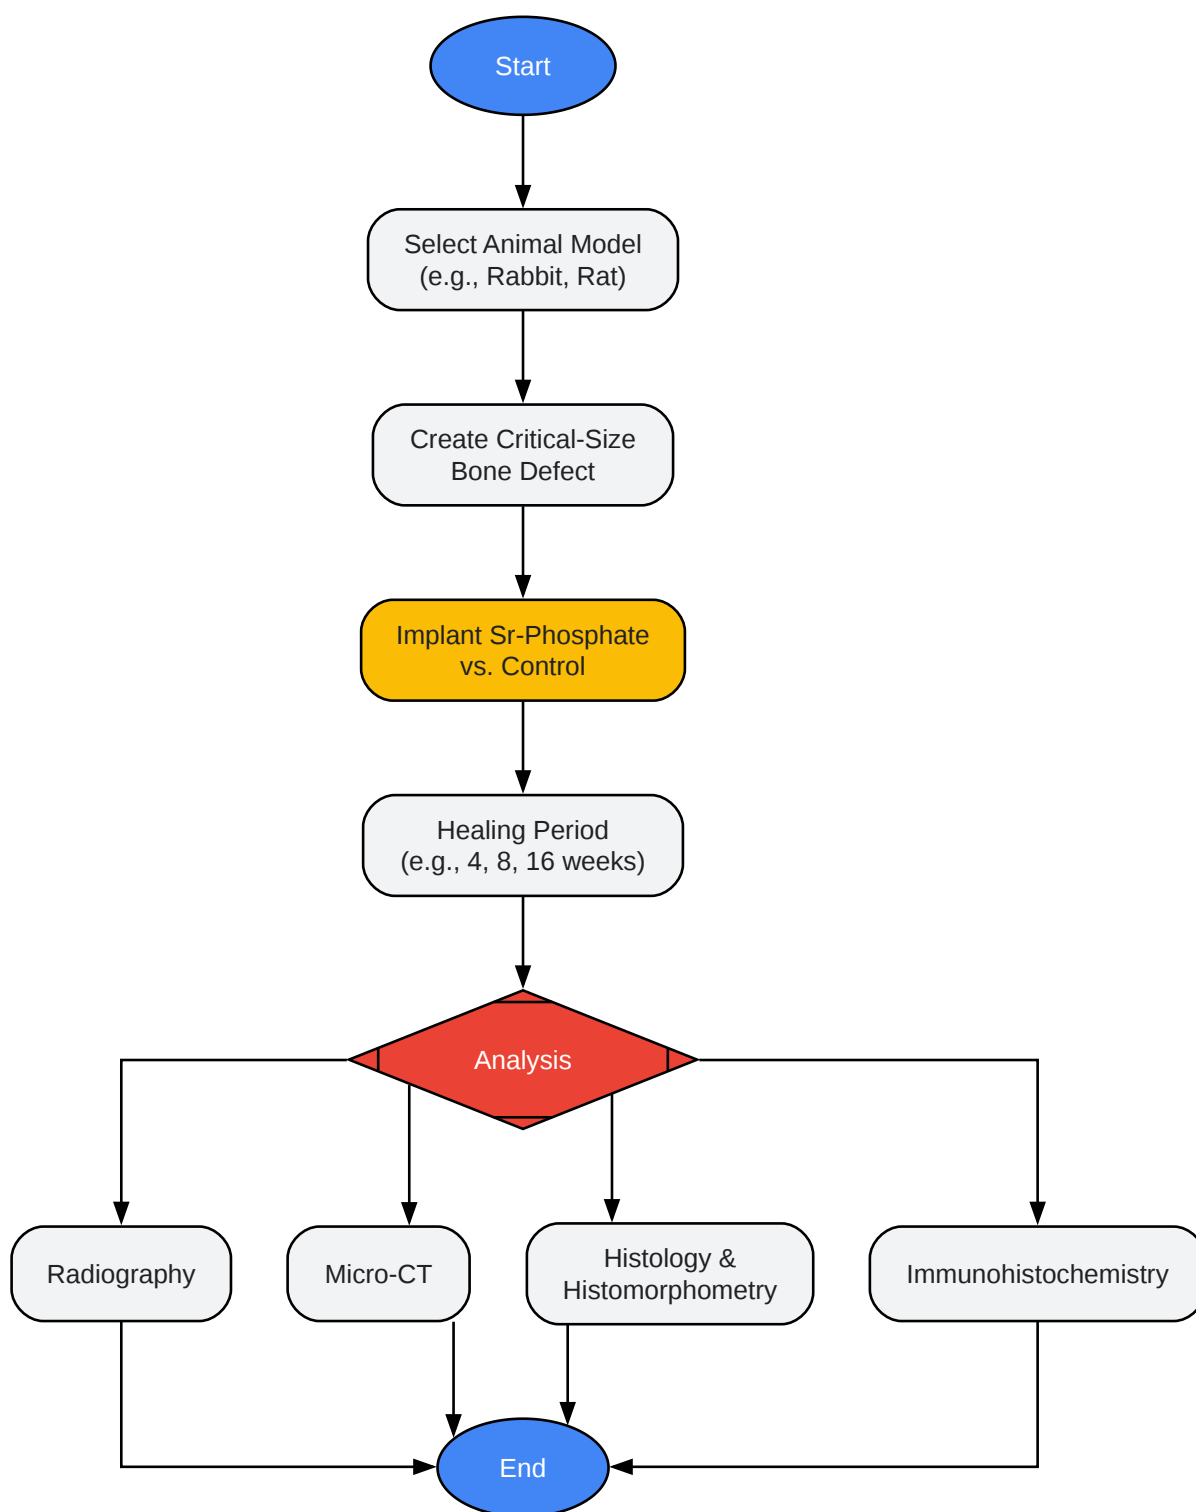 Start
Select Animal Model
(e.g., Rabbit, Rat)
Create Critical-Size
Bone Defect
Implant Sr-Phosphate
vs. Control
Healing Period
(e.g., 4, 8, 16 weeks)
Analysis
Radiography
Micro-CT
Histology &
Histomorphometry
Immunohistochemistry
End